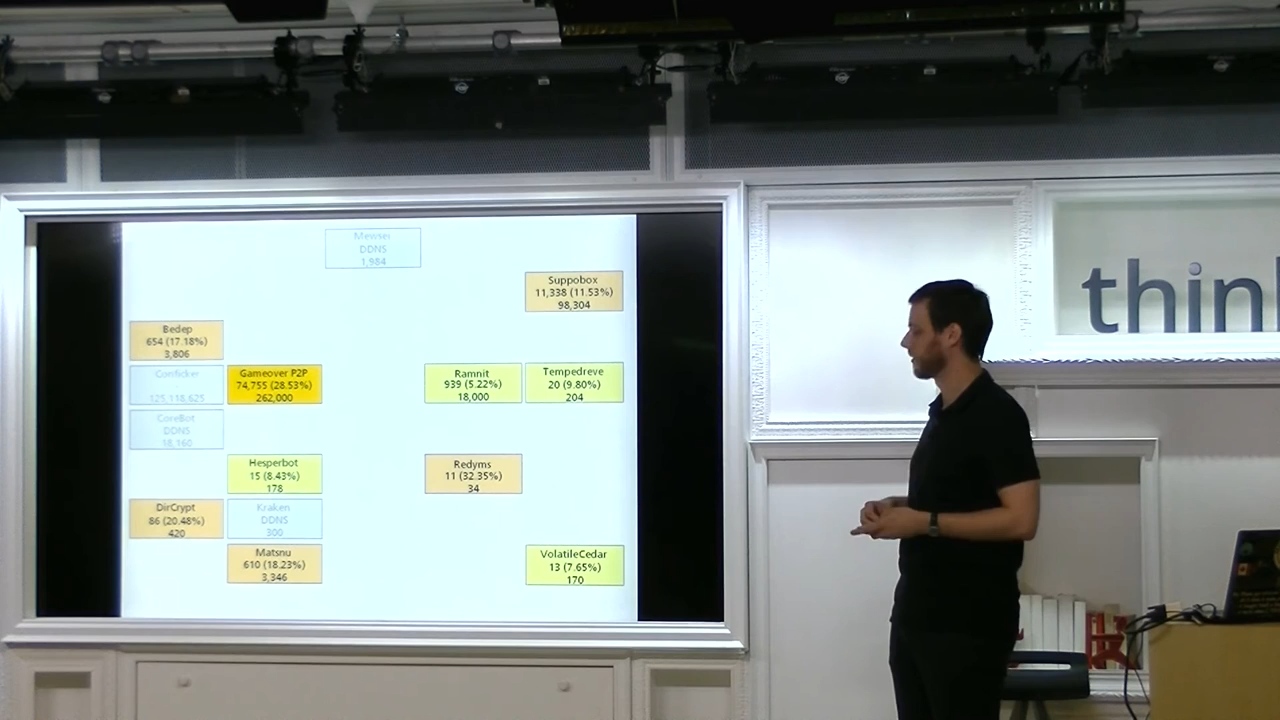 Mewsei
DDNS
1,984
Suppobox
11,338 (11.53%)
98,304
Bedep
654 (17.18%)
3,806
Conficker
-
125,118,625
Gameover P2P
74,755 (28.53%)
262,000
Ramnit
939 (5.22%)
18,000
Tempedreve
20 (9.80%)
204
CoreBot
DDNS
18,160
Hesperbot
15 (8.43%)
178
Redyms
11 (32.35%)
34
DirCrypt
86 (20.48%)
420
Kraken
DDNS
300
Matsnu
610 (18.23%)
3,346
VolatileCedar
13 (7.65%)
170
thin